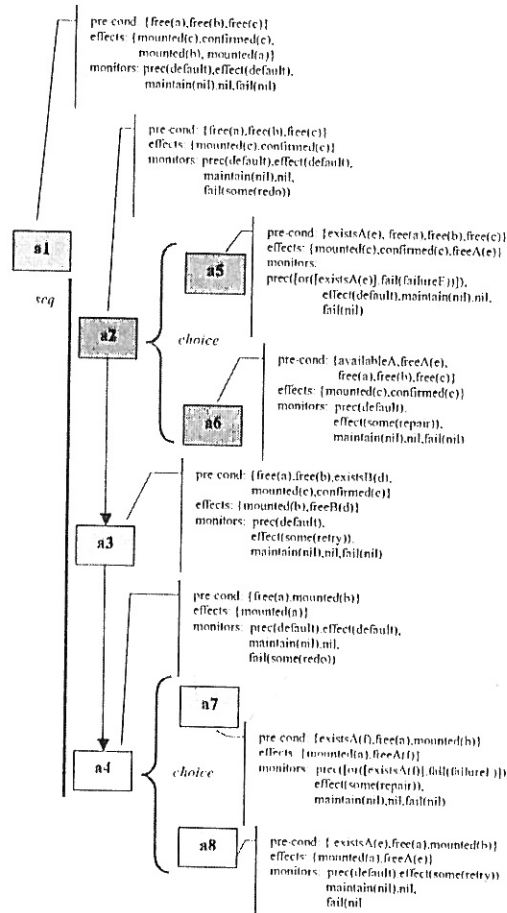 pre-cond: {free(a),free(b),free(c)}
effects: {mounted(c),confirmed(c),
mounted(b), mounted(a)}
monitors: prec(default),effect(default),
maintain(nil),nil,fail(nil)
pre-cond: {free(a),free(b),free(c)}
effects: {mounted(c),confirmed(c)}
monitors: prec(default),effect(default),
maintain(nil),nil,
fail(some(redo))
a1
seq
a2
choice
a5
pre-cond: {existsA(e), free(a),free(b),free(c)}
effects: {mounted(c),confirmed(c),freeA(e)}
monitors:
prec([or([existsA(e)],fail(failureF))]),
effect(default),maintain(nil),nil,
fail(nil)
a6
pre-cond: {availableA,freeA(e),
free(a),free(b),free(c)}
effects: {mounted(c),confirmed(c)}
monitors: prec(default),
effect(some(repair)),
maintain(nil),nil,fail(nil)
a3
pre cond: {free(a),free(b),existsB(d),
mounted(c),confirmed(c)}
effects: {mounted(b),freeB(d)}
monitors: prec(default),
effect(some(retry)),
maintain(nil),nil,fail(nil)
a4
pre-cond: {free(a),mounted(b)}
effects: {mounted(a)}
monitors: prec(default),effect(default),
maintain(nil),nil,
fail(some(redo))
choice
a7
pre cond: {existsA(f),free(a),mounted(b)}
effects: {mounted(a),freeA(f)}
monitors: prec([or([existsA(f)],fail(failureF))])
effect(some(repair)),
maintain(nil),nil,fail(nil)
a8
pre-cond: { existsA(e),free(a),mounted(b)}
effects: {mounted(a),freeA(e)}
monitors: prec(default) effect(some(retry))
maintain(nil),nil,
fail(nil